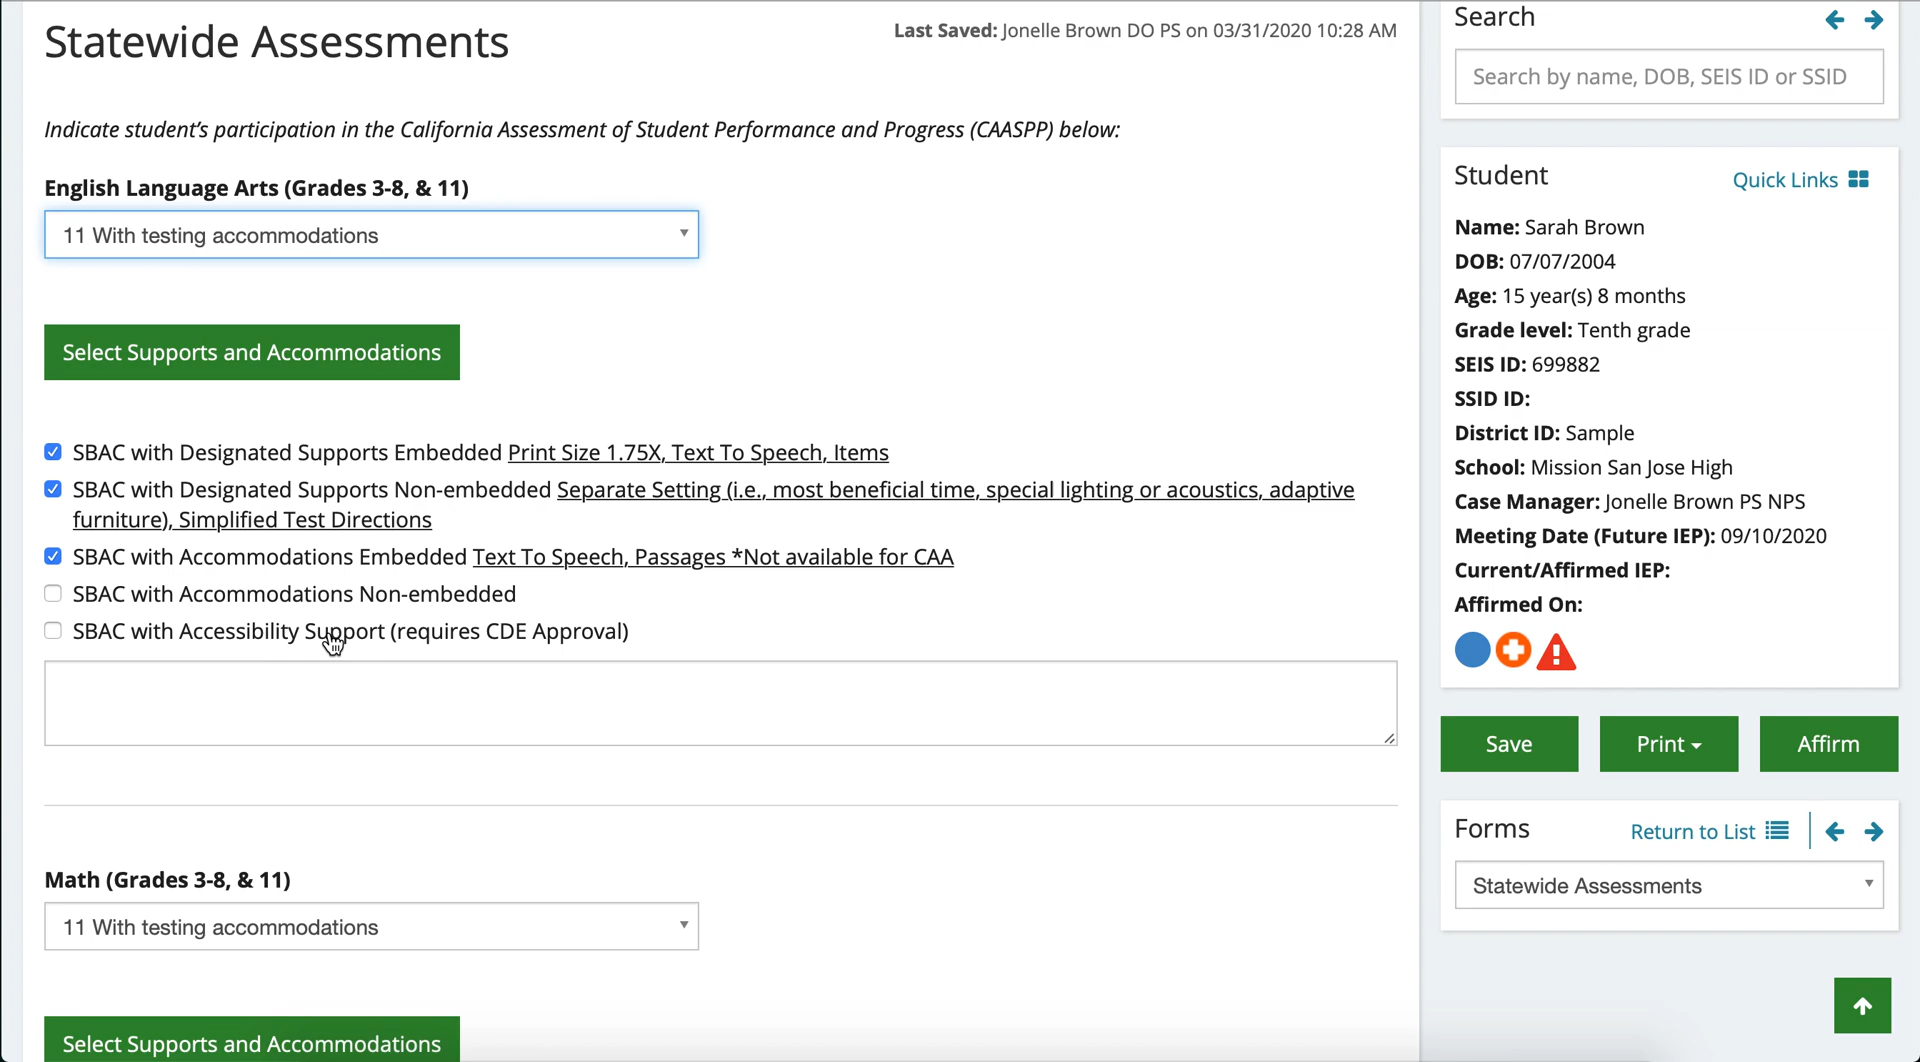 Statewide Assessments
Last Saved: Jonelle Brown DO PS on 03/31/2020 10:28 AM
Indicate student's participation in the California Assessment of Student Performance and Progress (CAASPP) below:
English Language Arts (Grades 3-8, & 11)
11 With testing accommodations
Select Supports and Accommodations
SBAC with Designated Supports Embedded Print Size 1.75X, Text To Speech, Items
SBAC with Designated Supports Non-embedded Separate Setting (i.e., most beneficial time, special lighting or acoustics, adaptive
furniture), Simplified Test Directions
SBAC with Accommodations Embedded Text To Speech, Passages *Not available for CAA
SBAC with Accommodations Non-embedded
SBAC with Accessibility Support (requires CDE Approval)
Math (Grades 3-8, & 11)
11 With testing accommodations
Select Supports and Accommodations
Search
Search by name, DOB, SEIS ID or SSID
Student
Quick Links
Name: Sarah Brown
DOB: 07/07/2004
Age: 15 year(s) 8 months
Grade level: Tenth grade
SEIS ID: 699882
SSID ID:
District ID: Sample
School: Mission San Jose High
Case Manager: Jonelle Brown PS NPS
Meeting Date (Future IEP): 09/10/2020
Current/Affirmed IEP:
Affirmed On:
Save
Print
Affirm
Forms
Return to List
Statewide Assessments